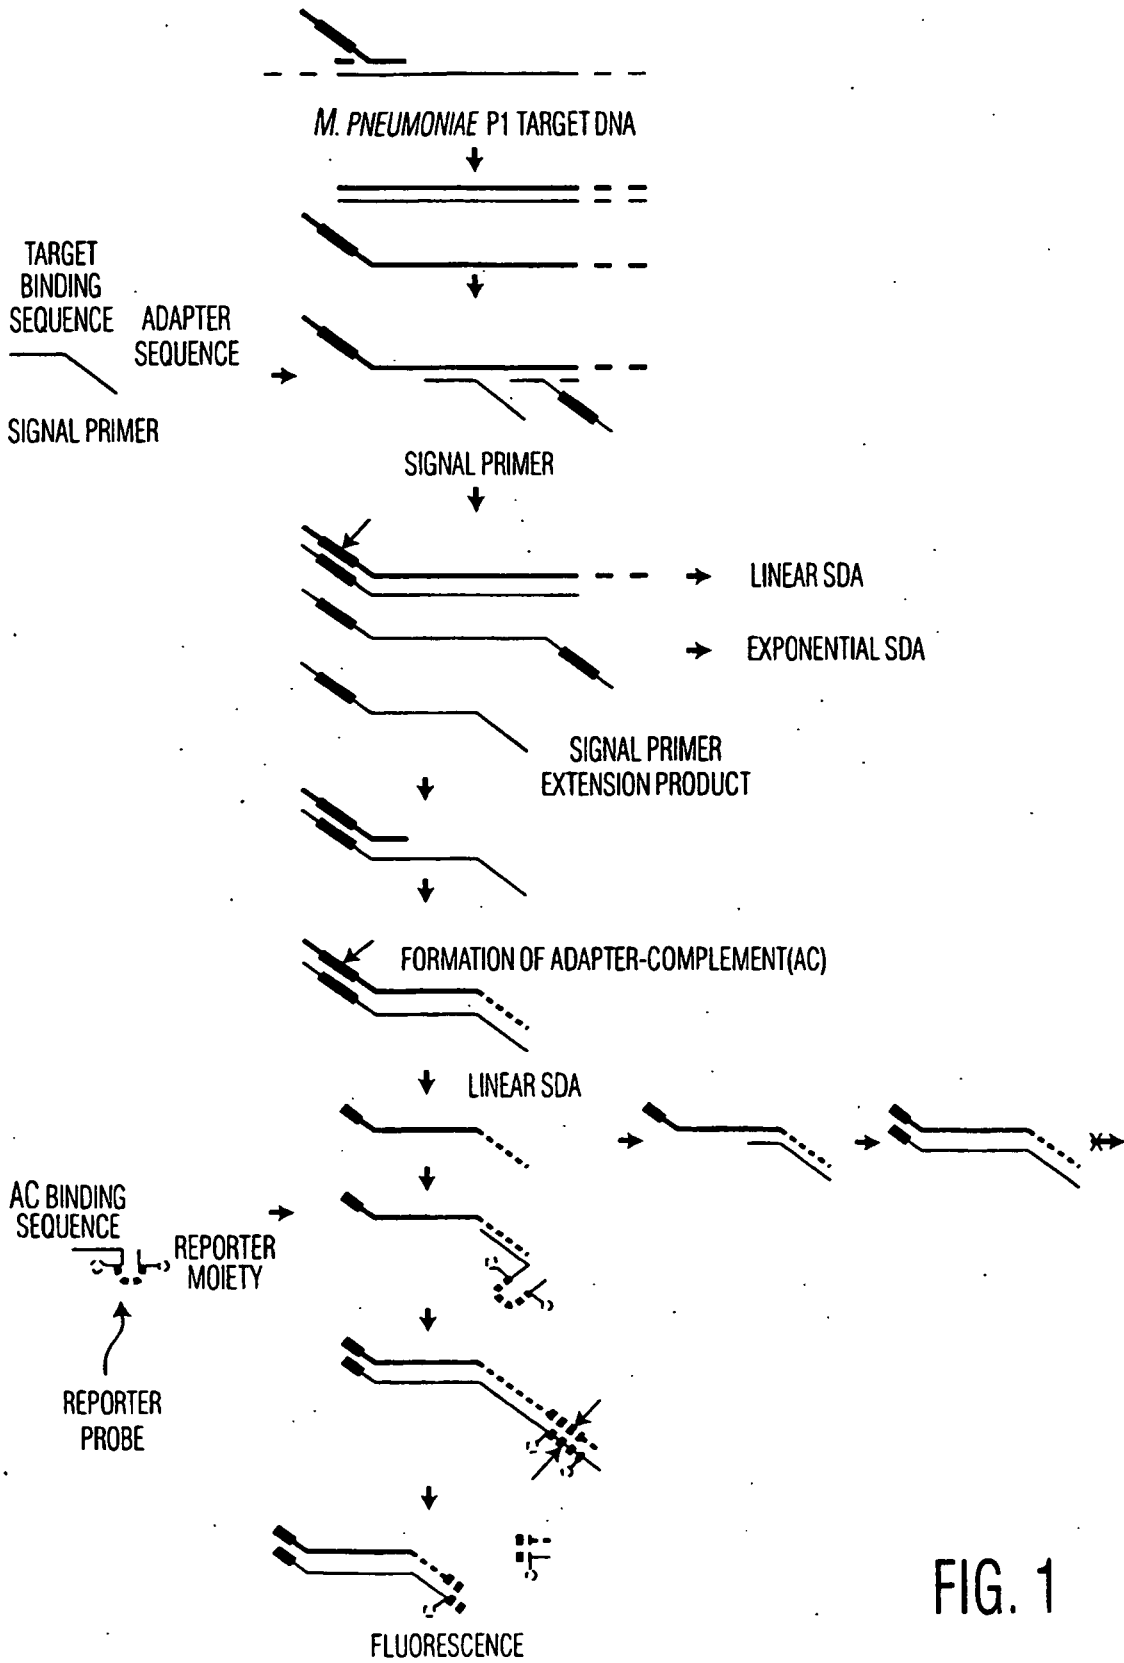 M. PNEUMONIAE P1 TARGET DNA
TARGET
BINDING
SEQUENCE
ADAPTER
SEQUENCE
SIGNAL PRIMER
SIGNAL PRIMER
LINEAR SDA
EXPONENTIAL SDA
SIGNAL PRIMER
EXTENSION PRODUCT
FORMATION OF ADAPTER-COMPLEMENT(AC)
LINEAR SDA
AC BINDING
SEQUENCE
REPORTER
MOIETY
REPORTER
PROBE
FLUORESCENCE
FIG. 1